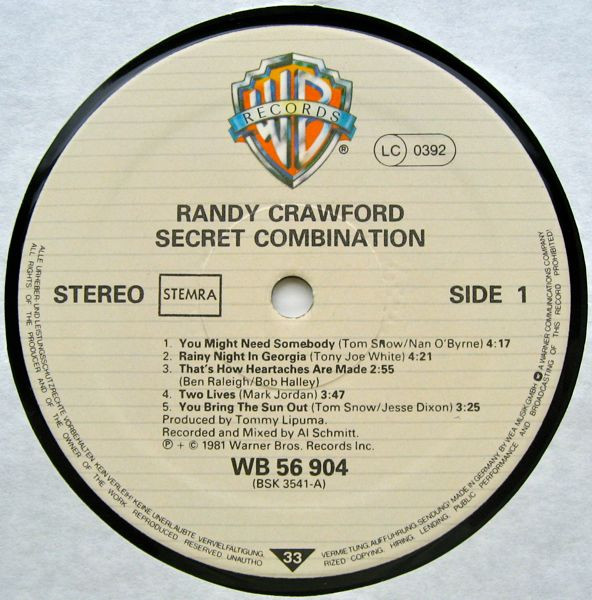 WB
RECORDS
®
LC 0392
RANDY CRAWFORD
SECRET COMBINATION
STEREO STEMRA SIDE 1
1. You Might Need Somebody (Tom Snow/Nan O'Byrne) 4:17
2. Rainy Night In Georgia (Tony Joe White) 4:21
3. That's How Heartaches Are Made 2:55
(Ben Raleigh/Bob Halley)
4. Two Lives (Mark Jordan) 3:47
5. You Bring The Sun Out (Tom Snow/Jesse Dixon) 3:25
Produced by Tommy Lipuma.
Recorded and Mixed by Al Schmitt.
℗ + © 1981 Warner Bros. Records Inc.
WB 56 904
(BSK 3541-A)
33
ALLE URHEBER- UND LEISTUNGSSCHUTZRECHTE VORBEHALTEN. KEIN VERLEIH! KEINE UNERLAUBTE VERVIELFALTIGUNG, VERMIETUNG, AUFFÜHRUNG, SENDUNG! MADE IN GERMANY BY WEA MUSIK GMBH A WARNER COMMUNICATIONS COMPANY
ALL RIGHTS OF THE PRODUCER AND OF THE OWNER OF THE WORK REPRODUCED RESERVED. UNAUTHORIZED COPYING, HIRING, LENDING, PUBLIC PERFORMANCE AND BROADCASTING OF THIS RECORD PROHIBITED!